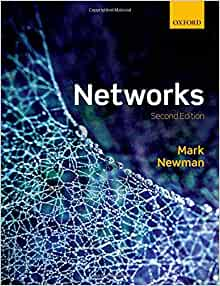 OXFORD
Networks
Second Edition
Mark
Newman